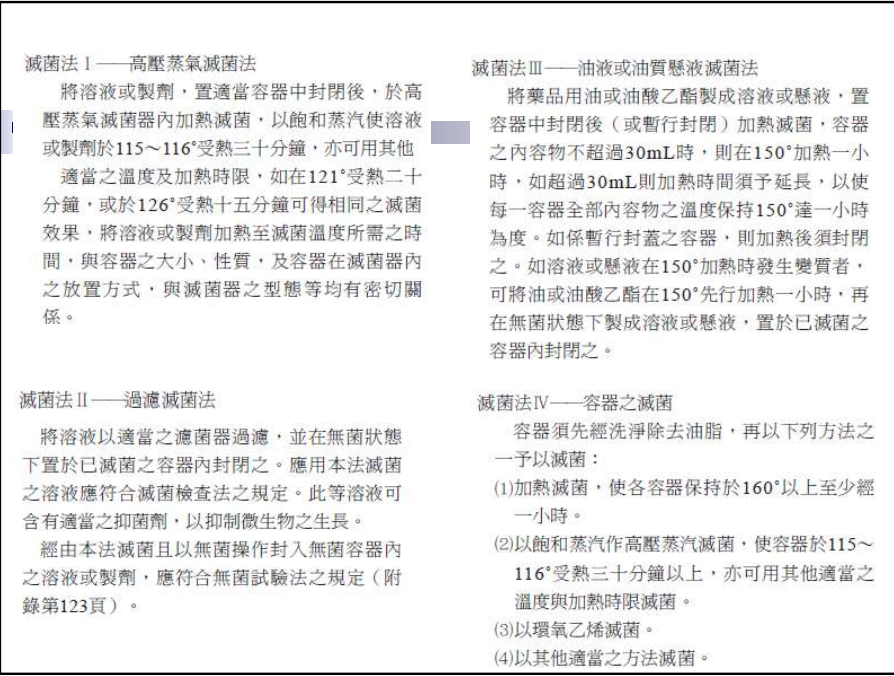 滅菌法Ⅰ——高壓蒸氣滅菌法
將溶液或製劑，置適當容器中封閉後，於高
壓蒸氣滅菌器內加熱滅菌，以飽和蒸汽使溶液
或製劑於115～116°受熱三十分鐘，亦可用其他
適當之溫度及加熱時限，如在121°受熱二十
分鐘，或於126°受熱十五分鐘可得相同之滅菌
效果，將溶液或製劑加熱至滅菌溫度所需之時
間，與容器之大小、性質，及容器在滅菌器內
之放置方式，與滅菌器之型態等均有密切關
係。
滅菌法Ⅱ——過濾滅菌法
將溶液以適當之濾菌器過濾，並在無菌狀態
下置於已滅菌之容器內封閉之。應用本法滅菌
之溶液應符合滅菌檢查法之規定。此等溶液可
含有適當之抑菌劑，以抑制微生物之生長。
經由本法滅菌且以無菌操作封入無菌容器內
之溶液或製劑，應符合無菌試驗法之規定（附
錄第123頁）。
滅菌法Ⅲ——油液或油質懸液滅菌法
將藥品用油或油酸乙酯製成溶液或懸液，置
容器中封閉後（或暫行封閉）加熱滅菌，容器
之內容物不超過30mL時，則在150°加熱一小
時，如超過30mL則加熱時間須予延長，以使
每一容器全部內容物之溫度保持150°達一小時
為度。如係暫行封蓋之容器，則加熱後須封閉
之。如溶液或懸液在150°加熱時發生變質者，
可將油或油酸乙酯在150°先行加熱一小時，再
在無菌狀態下製成溶液或懸液，置於已滅菌之
容器內封閉之。
滅菌法Ⅳ——容器之滅菌
容器須先經洗淨除去油脂，再以下列方法之
一予以滅菌：
⑴加熱滅菌，使各容器保持於160°以上至少經
一小時。
⑵以飽和蒸汽作高壓蒸汽滅菌，使容器於115～
116°受熱三十分鐘以上，亦可用其他適當之
溫度與加熱時限滅菌。
⑶以環氧乙烯滅菌。
⑷以其他適當之方法滅菌。